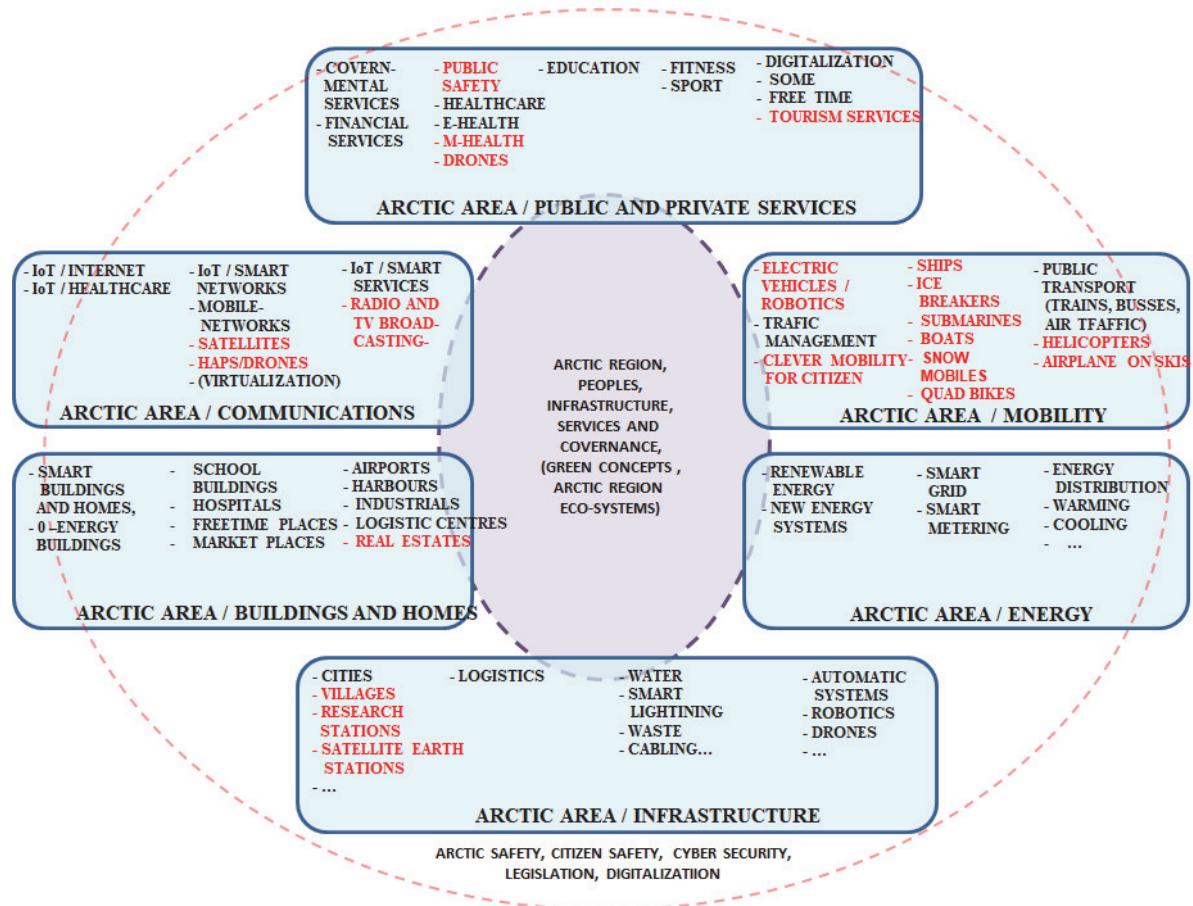 - COVERN-
MENTAL
SERVICES
- FINANCIAL
SERVICES
- PUBLIC
SAFETY
- HEALTHCARE
- E-HEALTH
- M-HEALTH
- DRONES
- EDUCATION
- FITNESS
- SPORT
- DIGITALIZATION
- SOME
- FREE TIME
- TOURISM SERVICES
ARCTIC AREA / PUBLIC AND PRIVATE SERVICES
- IoT / INTERNET
- IoT / HEALTHCARE
- IoT / SMART
NETWORKS
- MOBILE-
NETWORKS
- SATELLITES
- HAPS/DRONES
- (VIRTUALIZATION)
- IoT / SMART
SERVICES
- RADIO AND
TV BROAD-
CASTING-
ARCTIC AREA / COMMUNICATIONS
ARCTIC REGION,
PEOPLES,
INFRASTRUCTURE,
SERVICES AND
COVERNANCE,
(GREEN CONCEPTS ,
ARCTIC REGION
ECO-SYSTEMS)
- ELECTRIC
VEHICLES /
ROBOTICS
- TRAFIC
MANAGEMENT
- CLEVER MOBILITY
FOR CITIZEN
- SHIPS
- ICE
BREAKERS
- SUBMARINES
- BOATS
- SNOW
MOBILES
- QUAD BIKES
- PUBLIC
TRANSPORT
(TRAINS, BUSSES,
AIR TFAFFIC)
- HELICOPTERS
- AIRPLANE ON SKIS
ARCTIC AREA / MOBILITY
- SMART
BUILDINGS
AND HOMES,
- 0 -ENERGY
BUILDINGS
- SCHOOL
BUILDINGS
- HOSPITALS
- FREETIME PLACES
- MARKET PLACES
- AIRPORTS
- HARBOURS
- INDUSTRIALS
- LOGISTIC CENTRES
- REAL ESTATES
ARCTIC AREA / BUILDINGS AND HOMES
- RENEWABLE
ENERGY
- NEW ENERGY
SYSTEMS
- SMART
GRID
- SMART
METERING
- ENERGY
DISTRIBUTION
- WARMING
- COOLING
- ...
ARCTIC AREA / ENERGY
- CITIES
- VILLAGES
- RESEARCH
STATIONS
- SATELLITE EARTH
STATIONS
- ...
- LOGISTICS
- WATER
- SMART
LIGHTINING
- WASTE
- CABLING...
- AUTOMATIC
SYSTEMS
- ROBOTICS
- DRONES
- ...
ARCTIC AREA / INFRASTRUCTURE
ARCTIC SAFETY, CITIZEN SAFETY, CYBER SECURITY,
LEGISLATION, DIGITALIZATIION